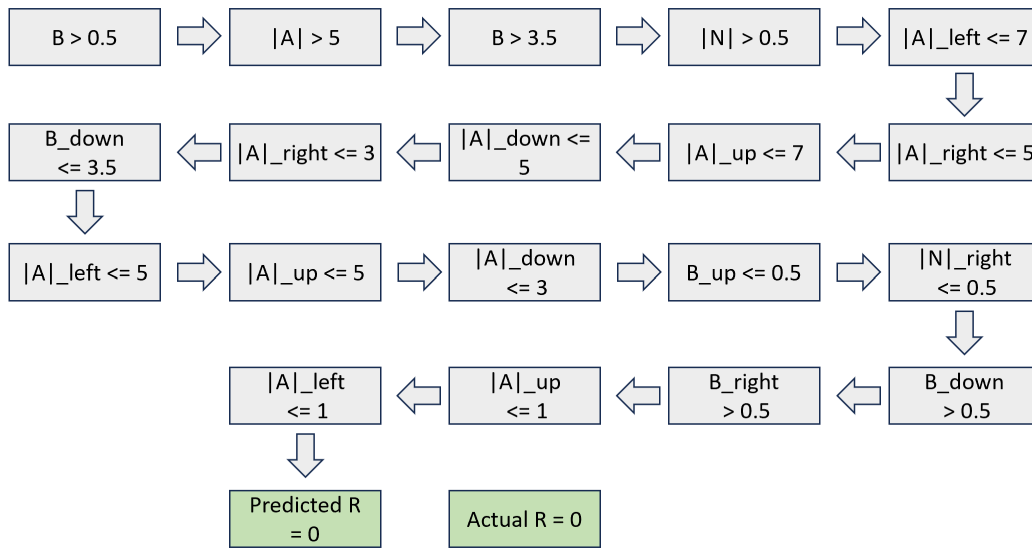 B > 0.5
|A| > 5
B > 3.5
|N| > 0.5
|A|_left <= 7
B_down
<= 3.5
|A|_right <= 3
|A|_down <=
5
|A|_up <= 7
|A|_right <= 5
|A|_left <= 5
|A|_up <= 5
|A|_down
<= 3
B_up <= 0.5
|N|_right
<= 0.5
|A|_left
<= 1
|A|_up
<= 1
B_right
> 0.5
B_down
> 0.5
Predicted R
= 0
Actual R = 0